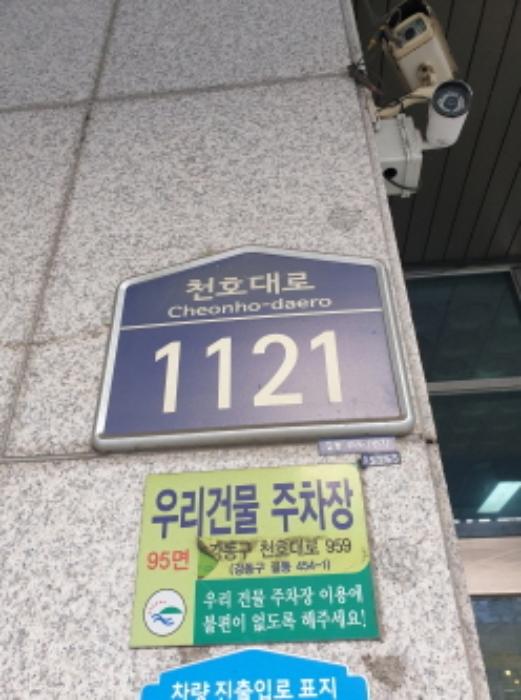 천호대로
Cheonho-daero
1121
우리건물 주차장
95면
강동구 천호대로 959
(강동구 길동 454-1)
우리 건물 주차장 이용에
불편이 없도록 해주세요!
차량 진출입로 표지